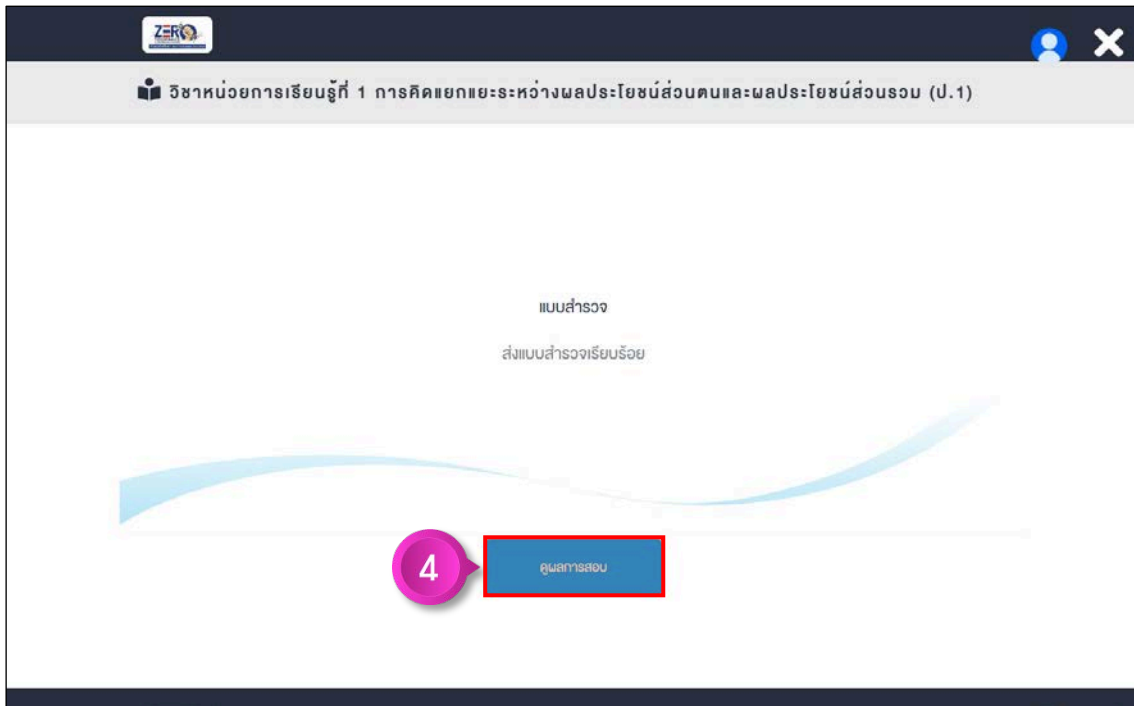 ZERO
วิชาหน่วยการเรียนรู้ที่ 1 การคิดแยกแยะระหว่างผลประโยชน์ส่วนตนและผลประโยชน์ส่วนรวม (ป.1)
แบบสำรวจ
ส่งแบบสำรวจเรียบร้อย
4
ดูผลการสอบ